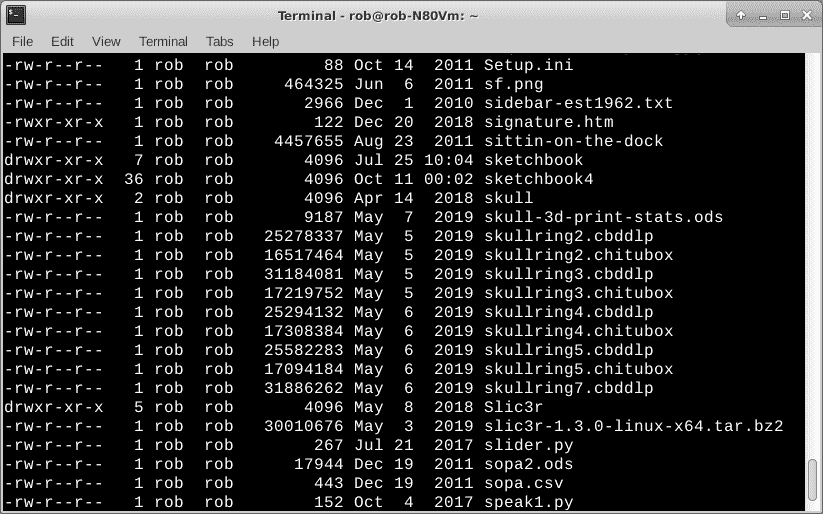 Terminal - rob@rob-N80Vm: ~
File Edit View Terminal Tabs Help
-rw-r--r--   1 rob  rob         88 Oct 14  2011 Setup.ini
-rw-r--r--   1 rob  rob     464325 Jun  6  2011 sf.png
-rw-r--r--   1 rob  rob       2966 Dec  1  2010 sidebar-est1962.txt
-rwxr-xr-x   1 rob  rob        122 Dec 20  2018 signature.htm
-rw-r--r--   1 rob  rob    4457655 Aug 23  2011 sittin-on-the-dock
drwxr-xr-x   7 rob  rob       4096 Jul 25 10:04 sketchbook
drwxr-xr-x  36 rob  rob       4096 Oct 11 00:02 sketchbook4
drwxr-xr-x   2 rob  rob       4096 Apr 14  2018 skull
-rw-r--r--   1 rob  rob       9187 May  7  2019 skull-3d-print-stats.ods
-rw-r--r--   1 rob  rob   25278337 May  5  2019 skullring2.cbddlp
-rw-r--r--   1 rob  rob   16517464 May  5  2019 skullring2.chitubox
-rw-r--r--   1 rob  rob   31184081 May  5  2019 skullring3.cbddlp
-rw-r--r--   1 rob  rob   17219752 May  5  2019 skullring3.chitubox
-rw-r--r--   1 rob  rob   25294132 May  6  2019 skullring4.cbddlp
-rw-r--r--   1 rob  rob   17308384 May  6  2019 skullring4.chitubox
-rw-r--r--   1 rob  rob   25582283 May  6  2019 skullring5.cbddlp
-rw-r--r--   1 rob  rob   17094184 May  6  2019 skullring5.chitubox
-rw-r--r--   1 rob  rob   31886262 May  6  2019 skullring7.cbddlp
drwxr-xr-x   5 rob  rob       4096 May  8  2018 Slic3r
-rw-r--r--   1 rob  rob   30010676 May  3  2019 slic3r-1.3.0-linux-x64.tar.bz2
-rw-r--r--   1 rob  rob        267 Jul 21  2017 slider.py
-rw-r--r--   1 rob  rob      17944 Dec 19  2011 sopa2.ods
-rw-r--r--   1 rob  rob        443 Dec 19  2011 sopa.csv
-rw-r--r--   1 rob  rob        152 Oct  4  2017 speak1.py